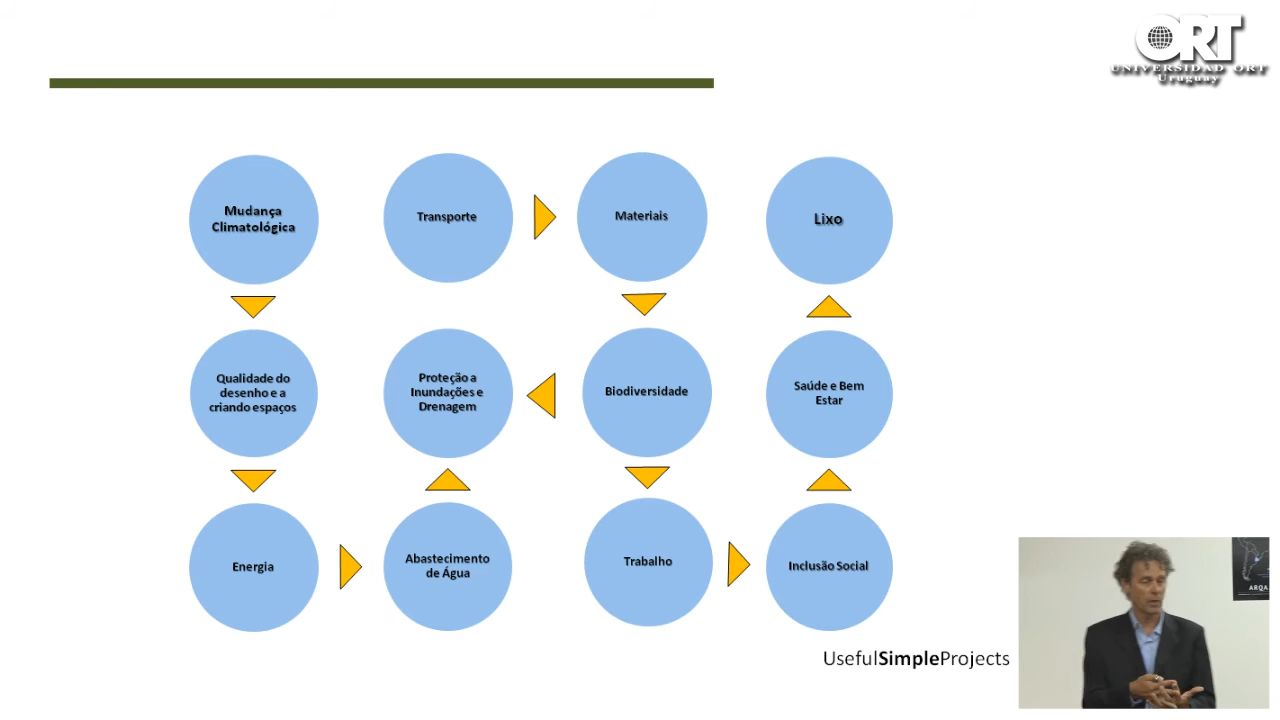 ORT
UNIVERSIDAD ORT
Uruguay
Mudança
Climatológica
Transporte
Materiais
Lixo
Qualidade do
desenho e a
criando espaços
Proteção a
Inundações e
Drenagem
Biodiversidade
Saúde e Bem
Estar
Energia
Abastecimento
de Água
Trabalho
Inclusão Social
UsefulSimpleProjects
ARQA